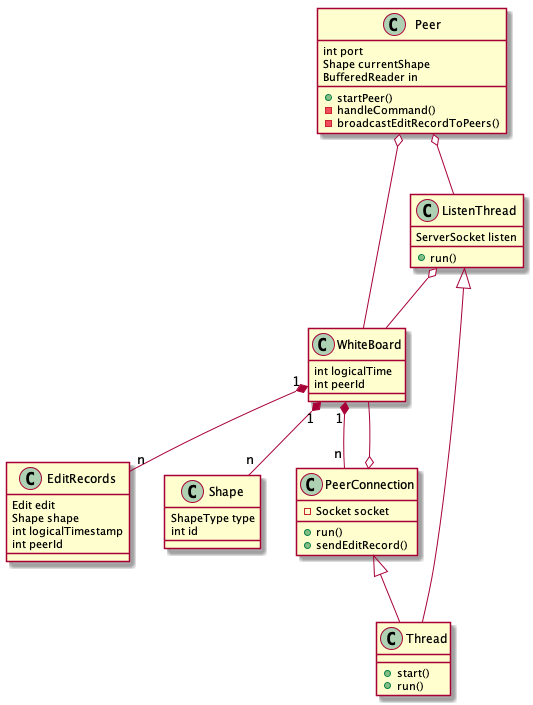 C Peer
int port
Shape currentShape
BufferedReader in
startPeer()
handleCommand()
broadcastEditRecordToPeers()
C ListenThread
ServerSocket listen
run()
C WhiteBoard
int logicalTime
int peerId
1
1
1
n
n
n
C EditRecords
Edit edit
Shape shape
int logicalTimestamp
int peerId
C Shape
ShapeType type
int id
C PeerConnection
Socket socket
run()
sendEditRecord()
C Thread
start()
run()